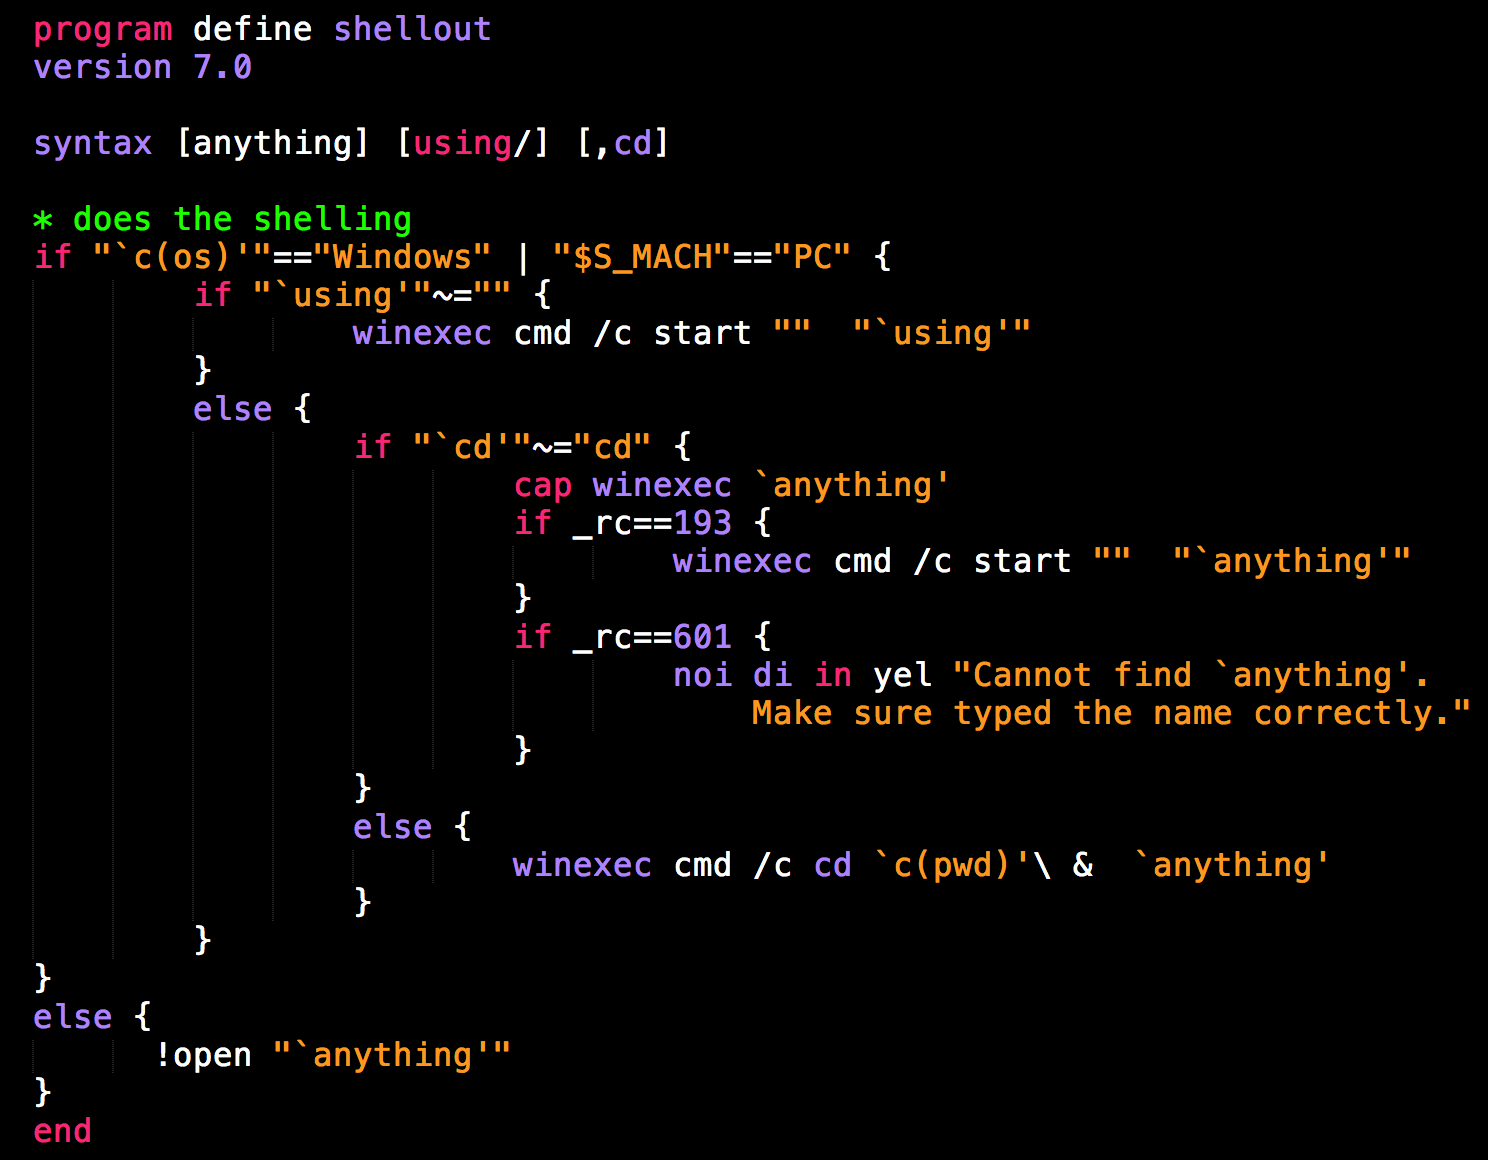 program define shellout
version 7.0
syntax [anything] [using/] [,cd]
* does the shelling
if "`c(os)'"=="Windows" | "$S_MACH"=="PC" {
if "`using'"~="" {
winexec cmd /c start ""  "`using'"
}
else {
if "`cd'"~="cd" {
cap winexec `anything'
if _rc==193 {
winexec cmd /c start ""  "`anything'"
}
if _rc==601 {
noi di in yel "Cannot find `anything'.
Make sure typed the name correctly."
}
}
else {
winexec cmd /c cd `c(pwd)'\ &  `anything'
}
}
}
else {
!open "`anything'"
}
end